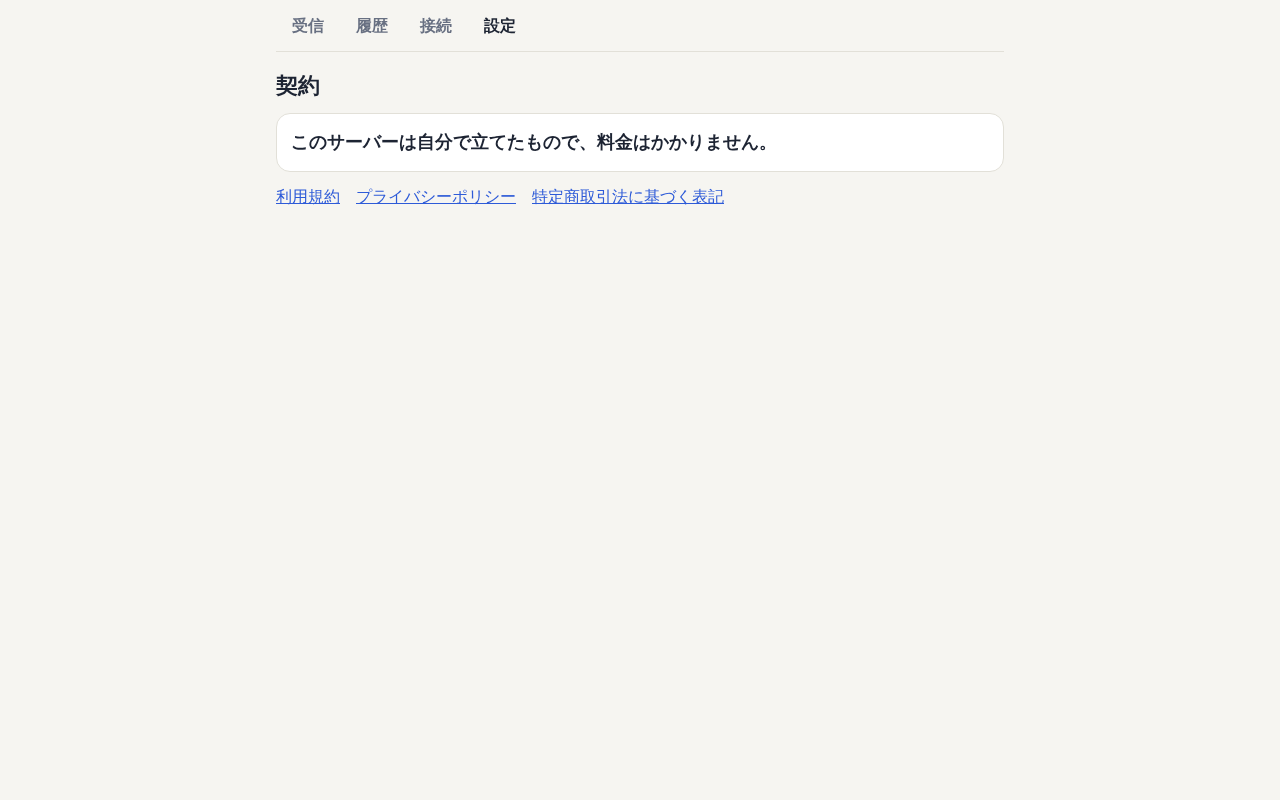 受信 履歴 接続 設定
契約
このサーバーは自分で立てたもので、料金はかかりません。
利用規約 プライバシーポリシー 特定商取引法に基づく表記